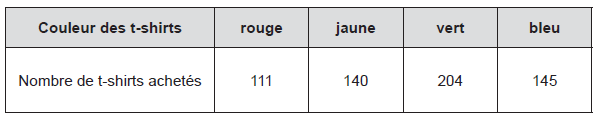 Couleur des t-shirts rouge jaune vert bleu
Nombre de t-shirts achetés 111 140 204 145